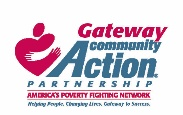 Gateway
community
Action®
PARTNERSHIP
AMERICA'S POVERTY FIGHTING NETWORK
Helping People. Changing Lives. Gateway to Success.